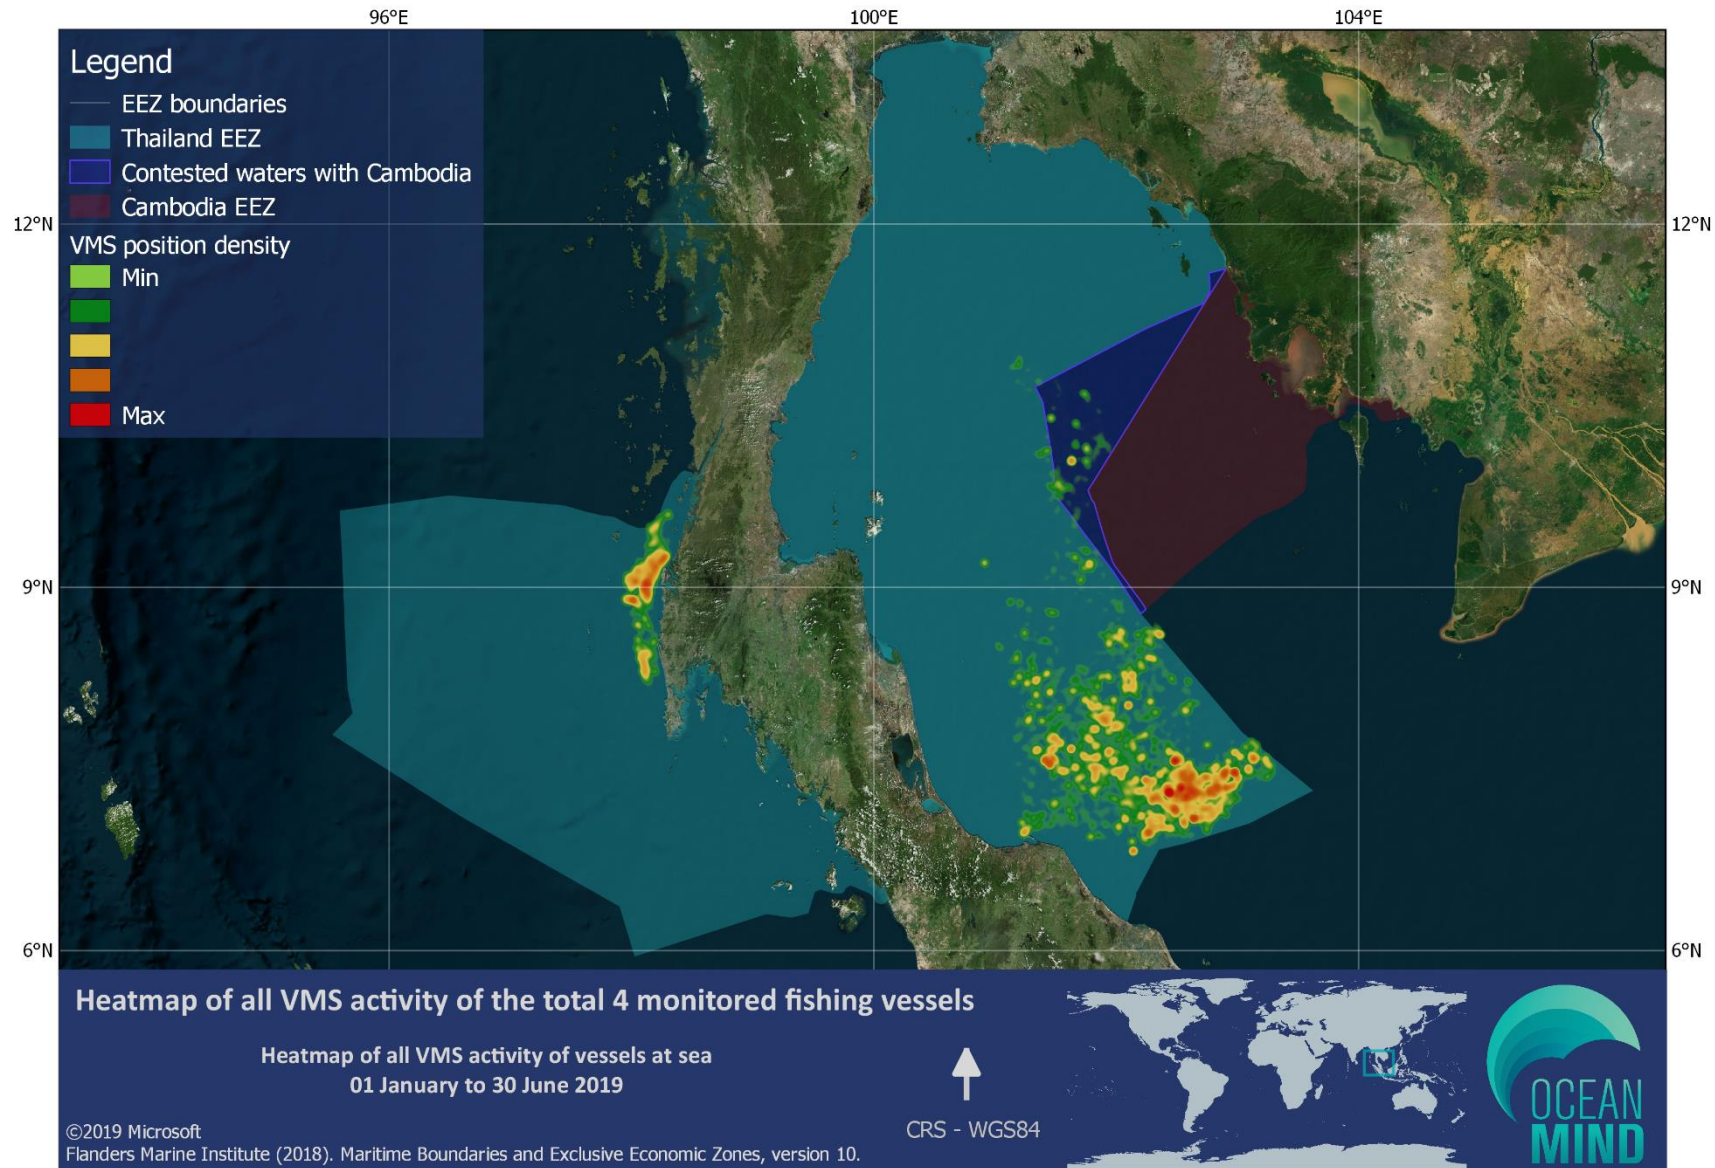 96°E 100°E 104°E
Legend
EEZ boundaries
Thailand EEZ
Contested waters with Cambodia
Cambodia EEZ
12°N 12°N
VMS position density
Min
Max
9°N 9°N
6°N 6°N
Heatmap of all VMS activity of the total 4 monitored fishing vessels
Heatmap of all VMS activity of vessels at sea
01 January to 30 June 2019
CRS - WGS84
©2019 Microsoft
Flanders Marine Institute (2018). Maritime Boundaries and Exclusive Economic Zones, version 10.
OCEAN
MIND